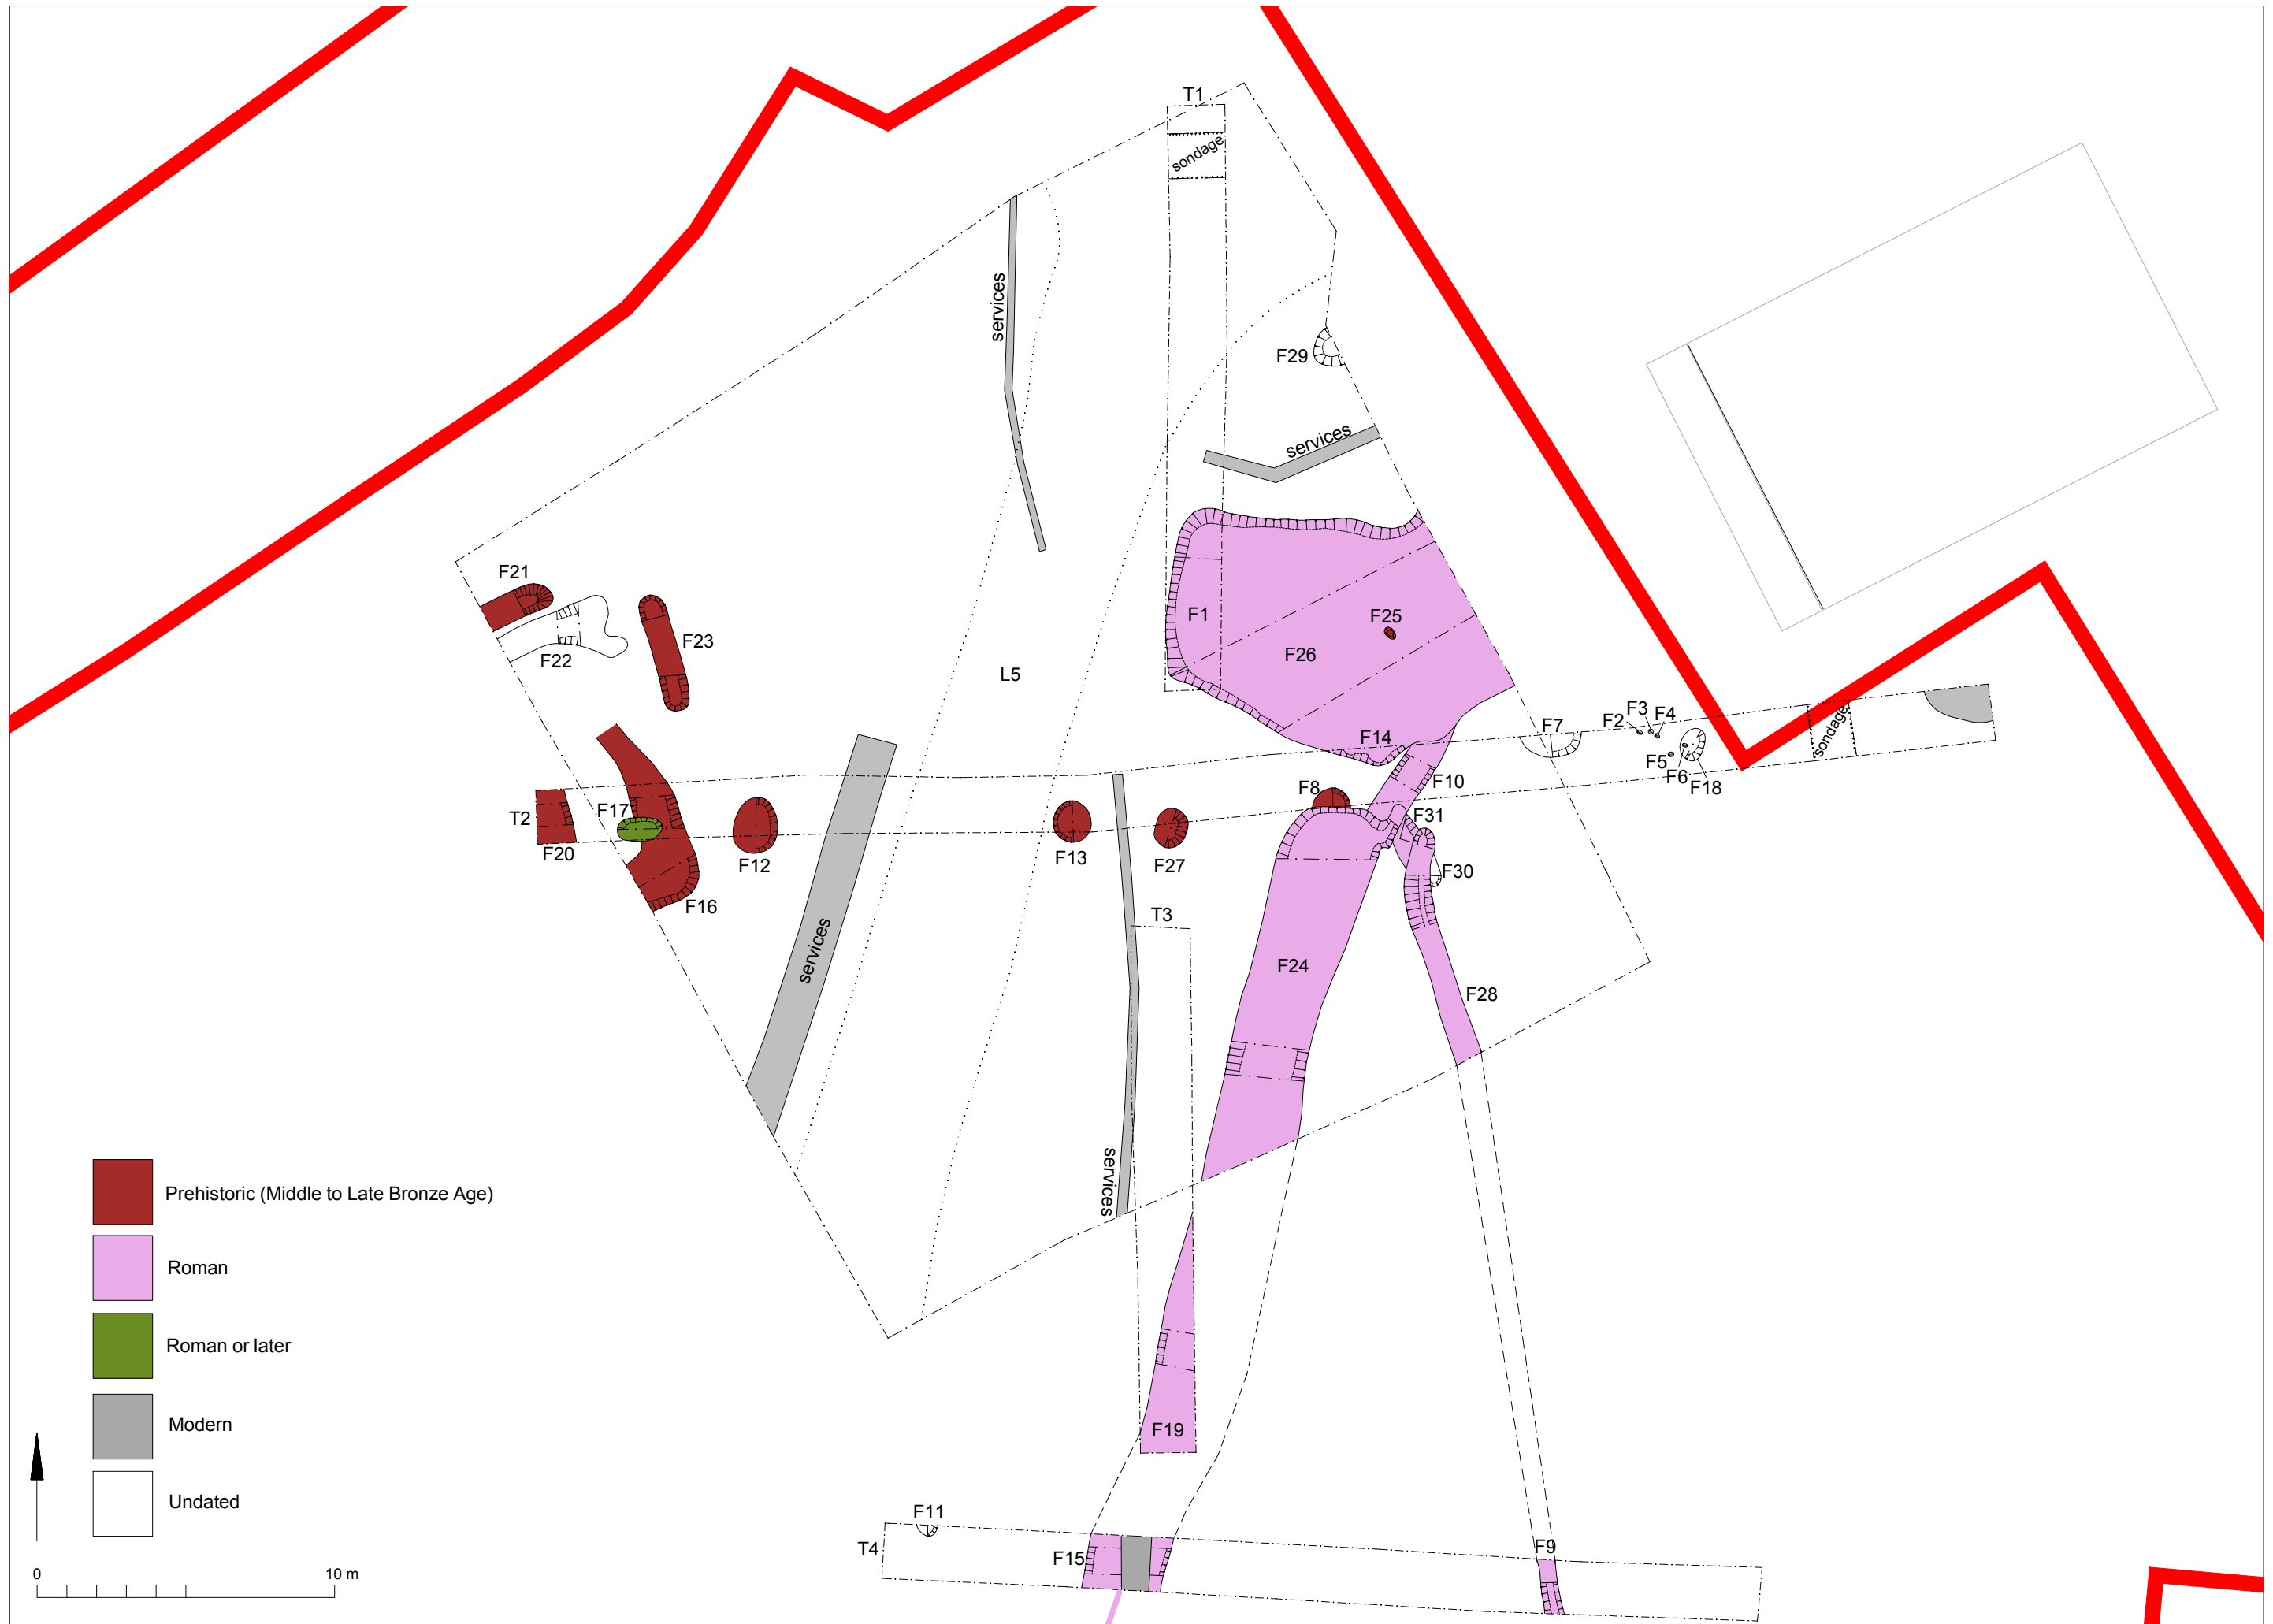 T1
sondage
services
F29
services
F21
F23
F22
F1
F25
F26
L5
F7
F2
F3
F4
F5
F6
F18
sondage
F14
F10
F8
F31
T2
F17
F20
F12
F13
F27
F30
F16
T3
services
F24
F28
services
Prehistoric (Middle to Late Bronze Age)
Roman
Roman or later
Modern
Undated
F19
F11
T4
F15
F9
0
10 m